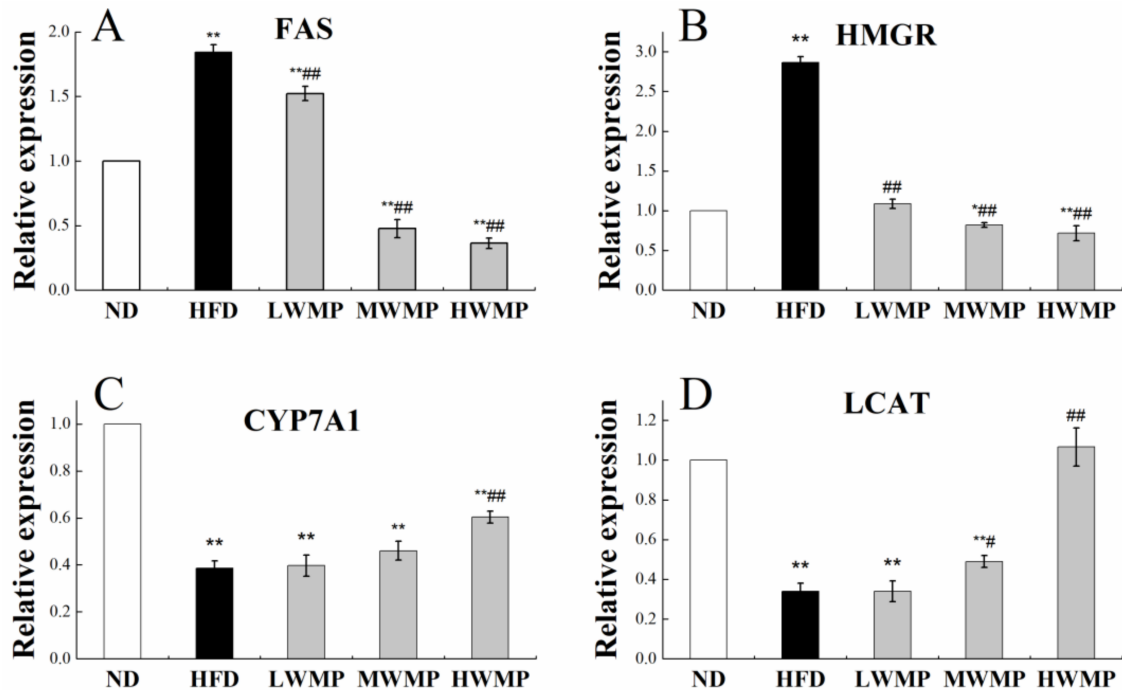 A
FAS
Relative expression
2.0
1.5
1.0
0.5
0.0
**
**##
**##
**##
ND HFD LWMP MWMP HWMP
B
HMGR
Relative expression
3.0
2.5
2.0
1.5
1.0
0.5
0.0
**
##
*##
**##
ND HFD LWMP MWMP HWMP
C
CYP7A1
Relative expression
1.0
0.8
0.6
0.4
0.2
0.0
**
**
**
**##
ND HFD LWMP MWMP HWMP
D
LCAT
Relative expression
1.2
1.0
0.8
0.6
0.4
0.2
0.0
**
**
**#
##
ND HFD LWMP MWMP HWMP